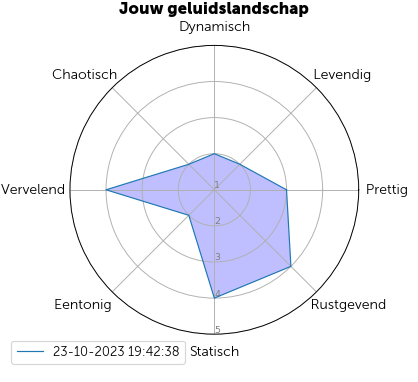 Jouw geluidslandschap
Dynamisch
Chaotisch
Levendig
Vervelend
1
Prettig
2
3
4
Eentonig
Rustgevend
5
23-10-2023 19:42:38
Statisch